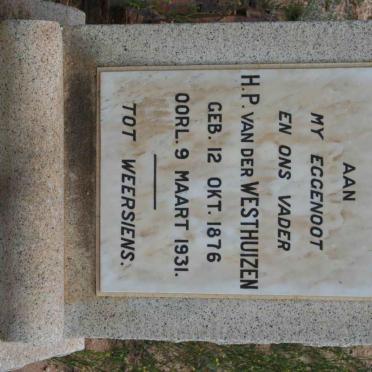 AAN
MY EGGENOOT
EN ONS VADER
H.P. VAN DER WESTHUIZEN
GEB. 12 OKT. 1876
OORL. 9 MAART 1931.
TOT WEERSIENS.